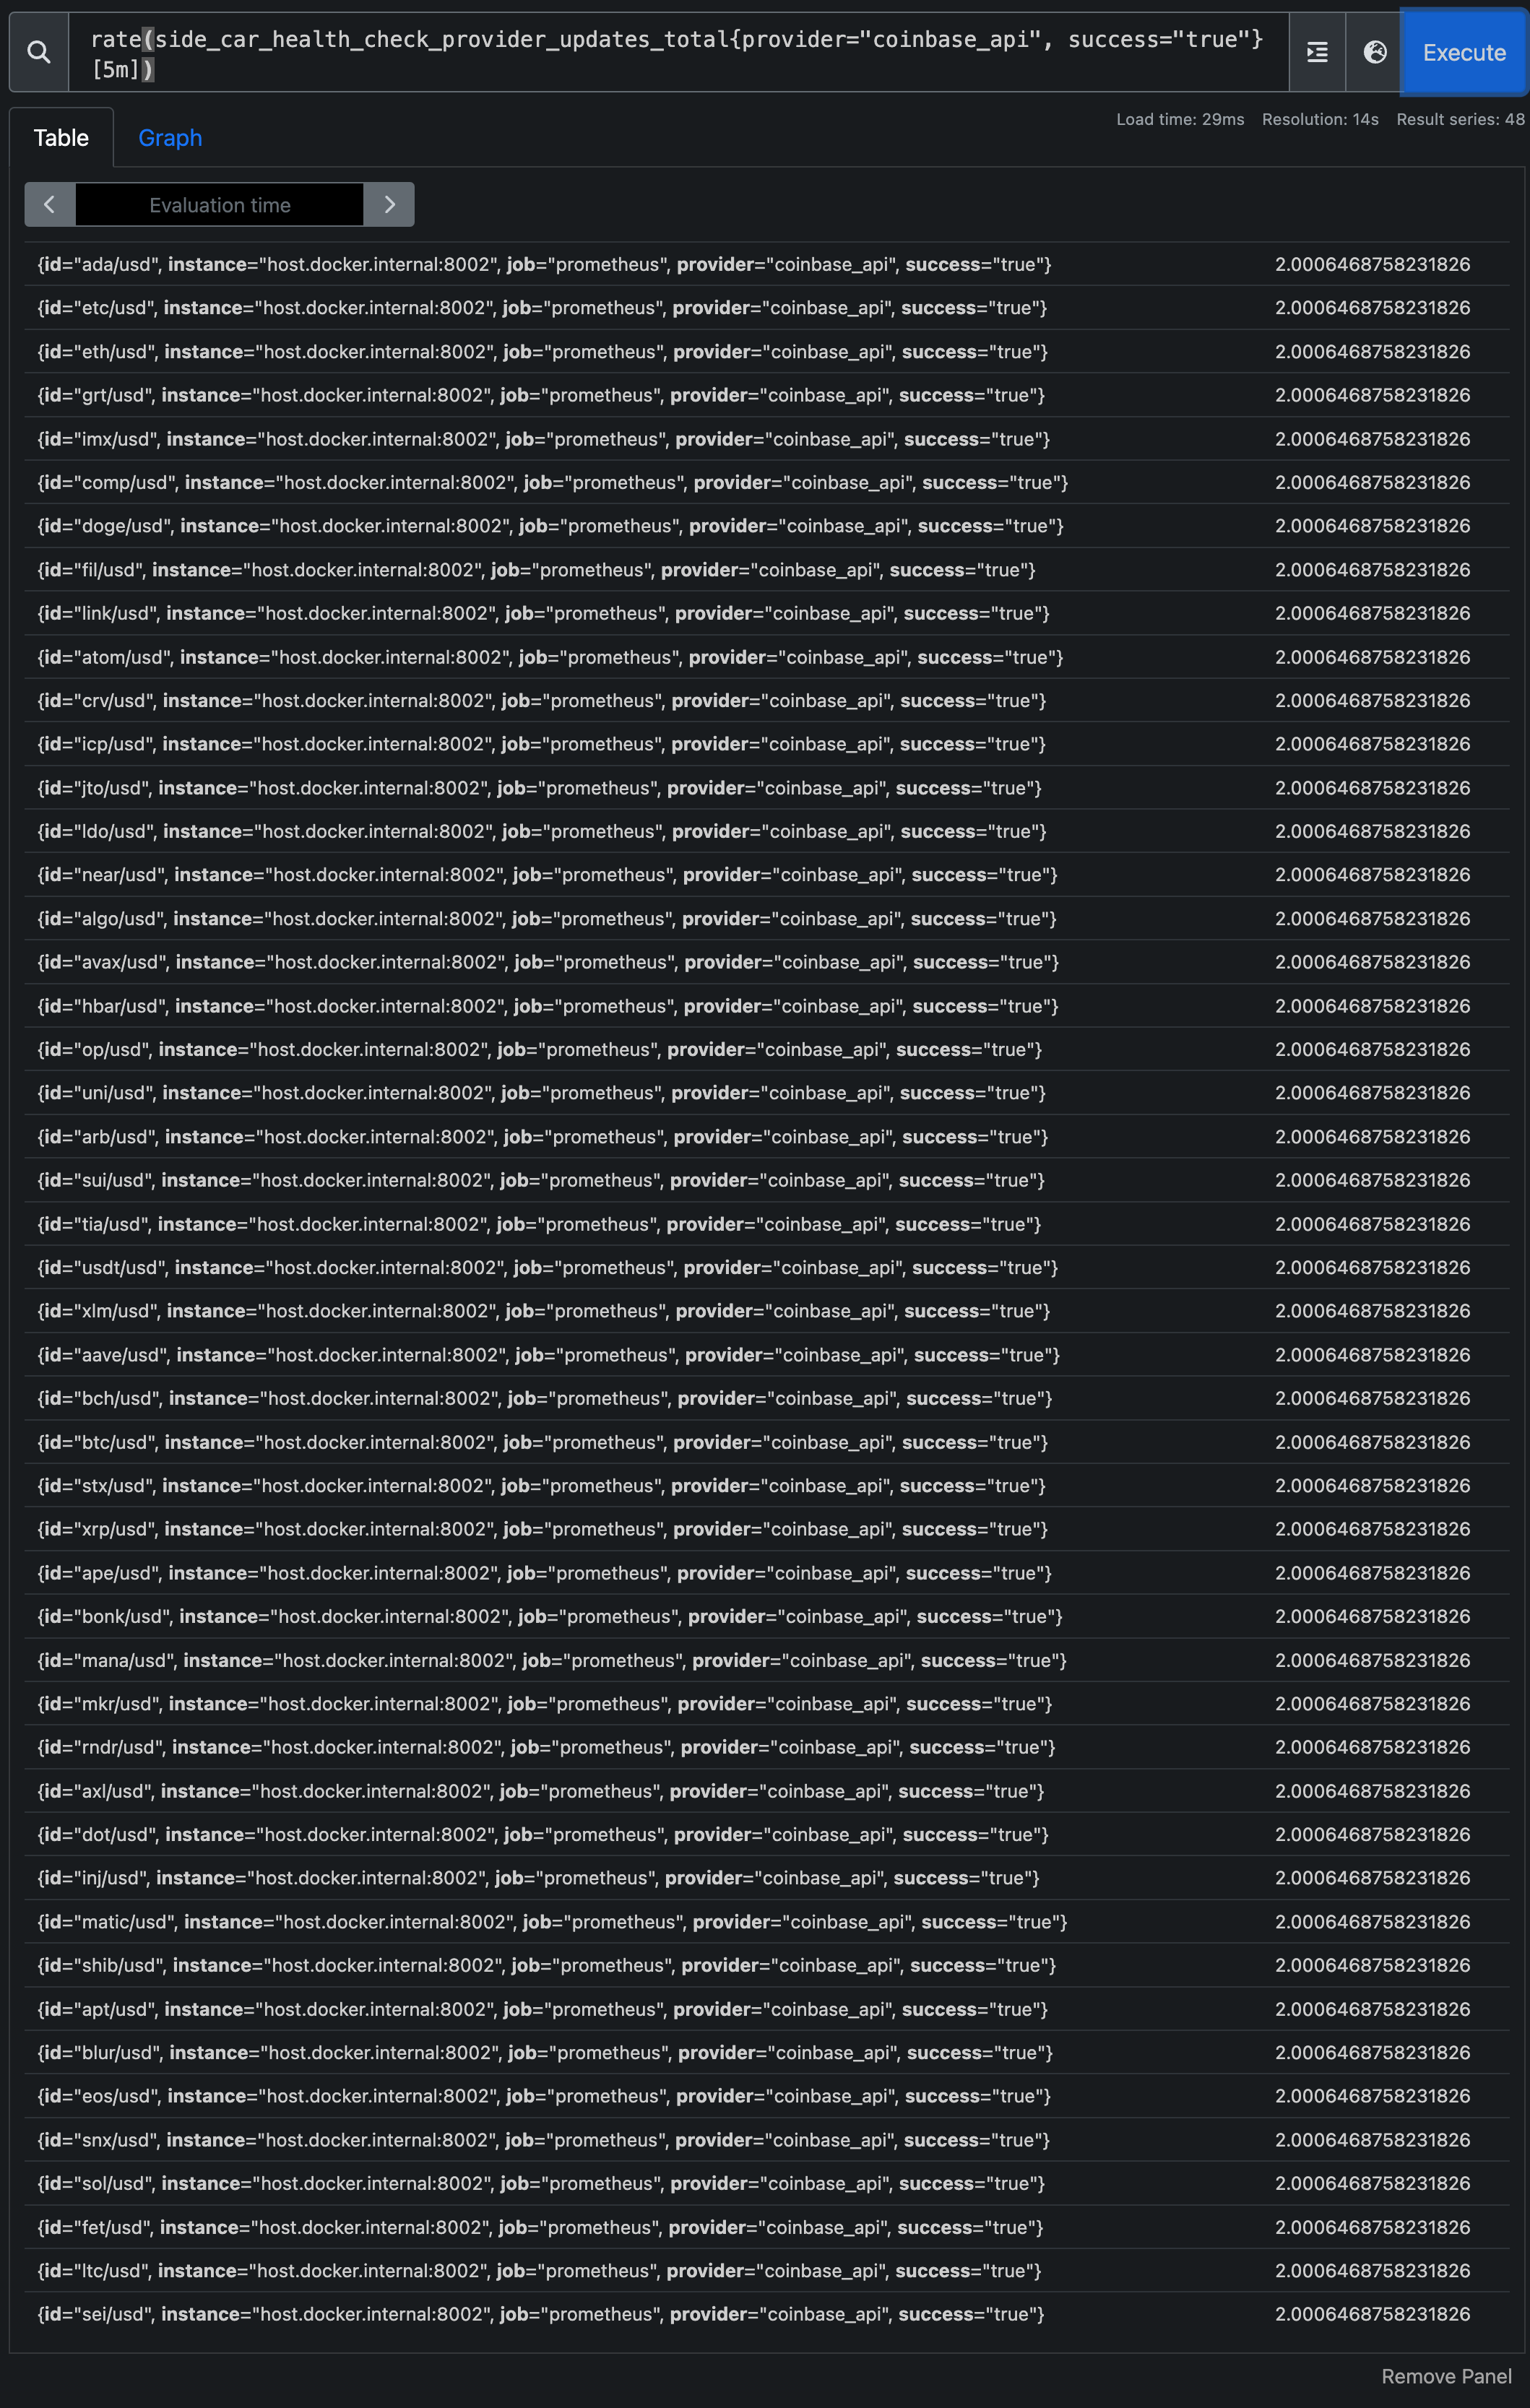 rate(side_car_health_check_provider_updates_total{provider="coinbase_api", success="true"}
[5m])
Execute
Load time: 29ms Resolution: 14s Result series: 48
Table Graph
Evaluation time
{id="ada/usd", instance="host.docker.internal:8002", job="prometheus", provider="coinbase_api", success="true"} 2.0006468758231826
{id="etc/usd", instance="host.docker.internal:8002", job="prometheus", provider="coinbase_api", success="true"} 2.0006468758231826
{id="eth/usd", instance="host.docker.internal:8002", job="prometheus", provider="coinbase_api", success="true"} 2.0006468758231826
{id="grt/usd", instance="host.docker.internal:8002", job="prometheus", provider="coinbase_api", success="true"} 2.0006468758231826
{id="imx/usd", instance="host.docker.internal:8002", job="prometheus", provider="coinbase_api", success="true"} 2.0006468758231826
{id="comp/usd", instance="host.docker.internal:8002", job="prometheus", provider="coinbase_api", success="true"} 2.0006468758231826
{id="doge/usd", instance="host.docker.internal:8002", job="prometheus", provider="coinbase_api", success="true"} 2.0006468758231826
{id="fil/usd", instance="host.docker.internal:8002", job="prometheus", provider="coinbase_api", success="true"} 2.0006468758231826
{id="link/usd", instance="host.docker.internal:8002", job="prometheus", provider="coinbase_api", success="true"} 2.0006468758231826
{id="atom/usd", instance="host.docker.internal:8002", job="prometheus", provider="coinbase_api", success="true"} 2.0006468758231826
{id="crv/usd", instance="host.docker.internal:8002", job="prometheus", provider="coinbase_api", success="true"} 2.0006468758231826
{id="icp/usd", instance="host.docker.internal:8002", job="prometheus", provider="coinbase_api", success="true"} 2.0006468758231826
{id="jto/usd", instance="host.docker.internal:8002", job="prometheus", provider="coinbase_api", success="true"} 2.0006468758231826
{id="ldo/usd", instance="host.docker.internal:8002", job="prometheus", provider="coinbase_api", success="true"} 2.0006468758231826
{id="near/usd", instance="host.docker.internal:8002", job="prometheus", provider="coinbase_api", success="true"} 2.0006468758231826
{id="algo/usd", instance="host.docker.internal:8002", job="prometheus", provider="coinbase_api", success="true"} 2.0006468758231826
{id="avax/usd", instance="host.docker.internal:8002", job="prometheus", provider="coinbase_api", success="true"} 2.0006468758231826
{id="hbar/usd", instance="host.docker.internal:8002", job="prometheus", provider="coinbase_api", success="true"} 2.0006468758231826
{id="op/usd", instance="host.docker.internal:8002", job="prometheus", provider="coinbase_api", success="true"} 2.0006468758231826
{id="uni/usd", instance="host.docker.internal:8002", job="prometheus", provider="coinbase_api", success="true"} 2.0006468758231826
{id="arb/usd", instance="host.docker.internal:8002", job="prometheus", provider="coinbase_api", success="true"} 2.0006468758231826
{id="sui/usd", instance="host.docker.internal:8002", job="prometheus", provider="coinbase_api", success="true"} 2.0006468758231826
{id="tia/usd", instance="host.docker.internal:8002", job="prometheus", provider="coinbase_api", success="true"} 2.0006468758231826
{id="usdt/usd", instance="host.docker.internal:8002", job="prometheus", provider="coinbase_api", success="true"} 2.0006468758231826
{id="xlm/usd", instance="host.docker.internal:8002", job="prometheus", provider="coinbase_api", success="true"} 2.0006468758231826
{id="aave/usd", instance="host.docker.internal:8002", job="prometheus", provider="coinbase_api", success="true"} 2.0006468758231826
{id="bch/usd", instance="host.docker.internal:8002", job="prometheus", provider="coinbase_api", success="true"} 2.0006468758231826
{id="btc/usd", instance="host.docker.internal:8002", job="prometheus", provider="coinbase_api", success="true"} 2.0006468758231826
{id="stx/usd", instance="host.docker.internal:8002", job="prometheus", provider="coinbase_api", success="true"} 2.0006468758231826
{id="xrp/usd", instance="host.docker.internal:8002", job="prometheus", provider="coinbase_api", success="true"} 2.0006468758231826
{id="ape/usd", instance="host.docker.internal:8002", job="prometheus", provider="coinbase_api", success="true"} 2.0006468758231826
{id="bonk/usd", instance="host.docker.internal:8002", job="prometheus", provider="coinbase_api", success="true"} 2.0006468758231826
{id="mana/usd", instance="host.docker.internal:8002", job="prometheus", provider="coinbase_api", success="true"} 2.0006468758231826
{id="mkr/usd", instance="host.docker.internal:8002", job="prometheus", provider="coinbase_api", success="true"} 2.0006468758231826
{id="rndr/usd", instance="host.docker.internal:8002", job="prometheus", provider="coinbase_api", success="true"} 2.0006468758231826
{id="axl/usd", instance="host.docker.internal:8002", job="prometheus", provider="coinbase_api", success="true"} 2.0006468758231826
{id="dot/usd", instance="host.docker.internal:8002", job="prometheus", provider="coinbase_api", success="true"} 2.0006468758231826
{id="inj/usd", instance="host.docker.internal:8002", job="prometheus", provider="coinbase_api", success="true"} 2.0006468758231826
{id="matic/usd", instance="host.docker.internal:8002", job="prometheus", provider="coinbase_api", success="true"} 2.0006468758231826
{id="shib/usd", instance="host.docker.internal:8002", job="prometheus", provider="coinbase_api", success="true"} 2.0006468758231826
{id="apt/usd", instance="host.docker.internal:8002", job="prometheus", provider="coinbase_api", success="true"} 2.0006468758231826
{id="blur/usd", instance="host.docker.internal:8002", job="prometheus", provider="coinbase_api", success="true"} 2.0006468758231826
{id="eos/usd", instance="host.docker.internal:8002", job="prometheus", provider="coinbase_api", success="true"} 2.0006468758231826
{id="snx/usd", instance="host.docker.internal:8002", job="prometheus", provider="coinbase_api", success="true"} 2.0006468758231826
{id="sol/usd", instance="host.docker.internal:8002", job="prometheus", provider="coinbase_api", success="true"} 2.0006468758231826
{id="fet/usd", instance="host.docker.internal:8002", job="prometheus", provider="coinbase_api", success="true"} 2.0006468758231826
{id="ltc/usd", instance="host.docker.internal:8002", job="prometheus", provider="coinbase_api", success="true"} 2.0006468758231826
{id="sei/usd", instance="host.docker.internal:8002", job="prometheus", provider="coinbase_api", success="true"} 2.0006468758231826
Remove Panel